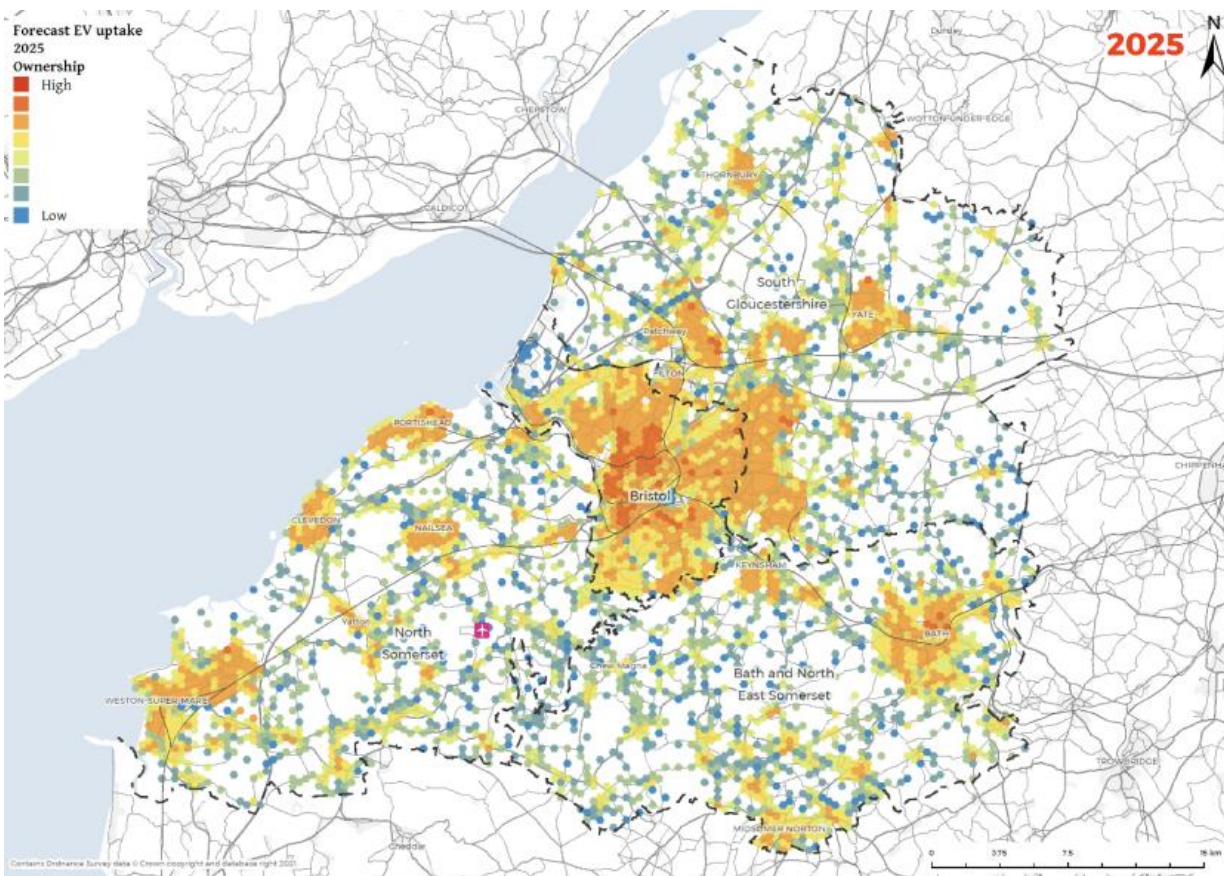 Forecast EV uptake
2025
Ownership
High
Low
2025
N
Dursley
CHEPSTOW
WOTTON-UNDER-EDGE
THORNBURY
CALDICOT
South
Gloucestershire
YATE
Patchway
FILTON
PORTISHEAD
CHIPPENHA
Bristol
CLEVEDON
NAILSEA
KEYNSHAM
Yatton
North
Somerset
BATH
Chew Magna
Bath and North
East Somerset
WESTON-SUPER-MARE
TROWBRIDGE
MIDSOMER NORTON
Cheddar
0 3.75 7.5 15 km
Contains Ordnance Survey data © Crown copyright and database right 2021